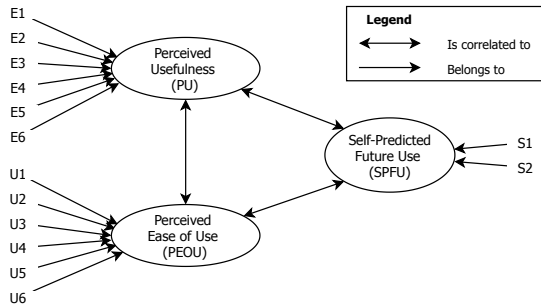 E1
E2
E3
E4
E5
E6
Perceived
Usefulness
(PU)
Legend
Is correlated to
Belongs to
Self-Predicted
Future Use
(SPFU)
S1
S2
U1
U2
U3
U4
U5
U6
Perceived
Ease of Use
(PEOU)